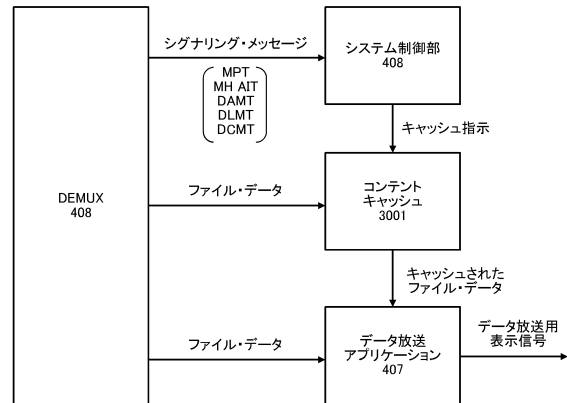 シグナリング・メッセージ
MPT
MH AIT
DAMT
DLMT
DCMT
システム制御部
408
キャッシュ指示
DEMUX
408
ファイル・データ
コンテント
キャッシュ
3001
キャッシュされた
ファイル・データ
ファイル・データ
データ放送
アプリケーション
407
データ放送用
表示信号